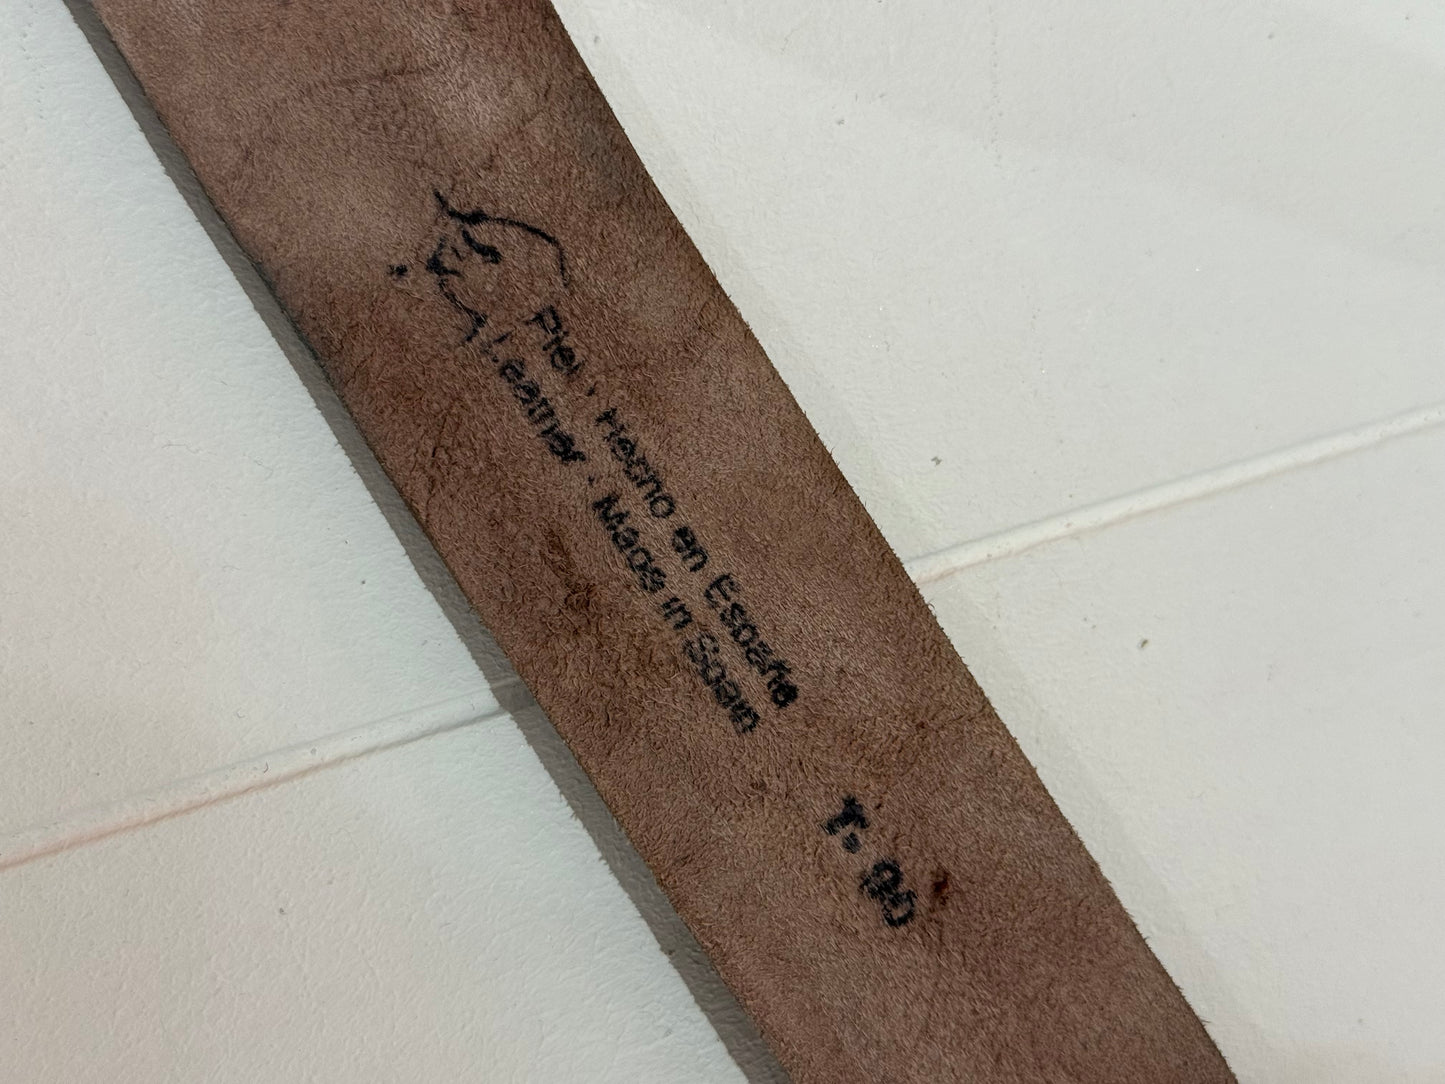 Piel · Hecho en España
Leather · Made in Spain
T. 90